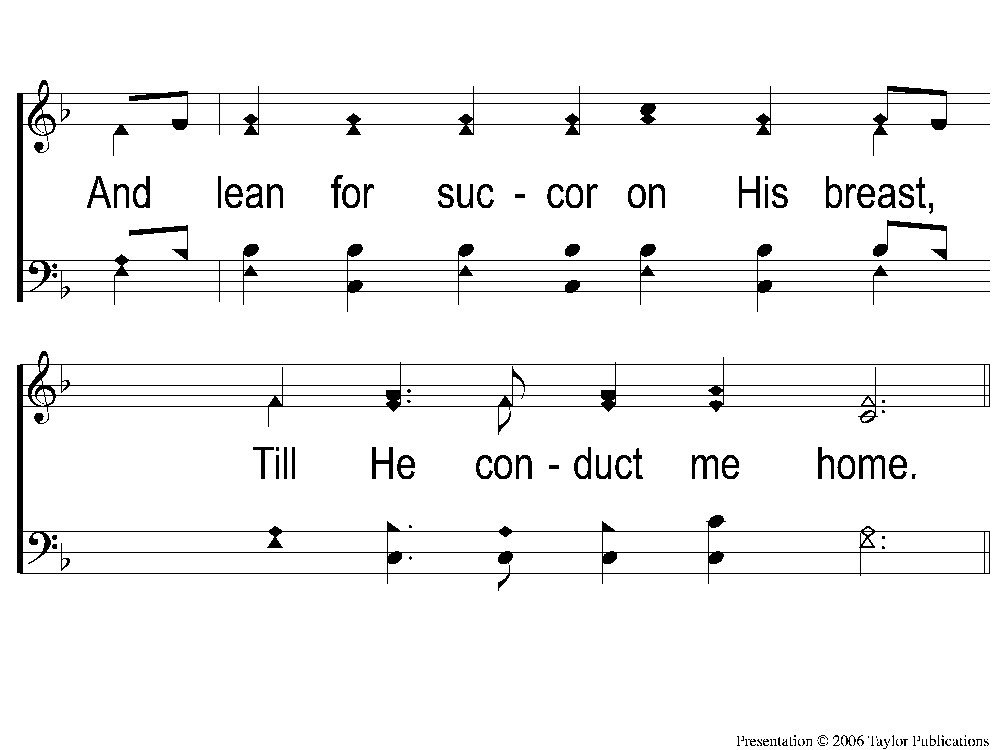 And lean for suc - cor on His breast,
Till He con - duct me home.
Presentation © 2006 Taylor Publications